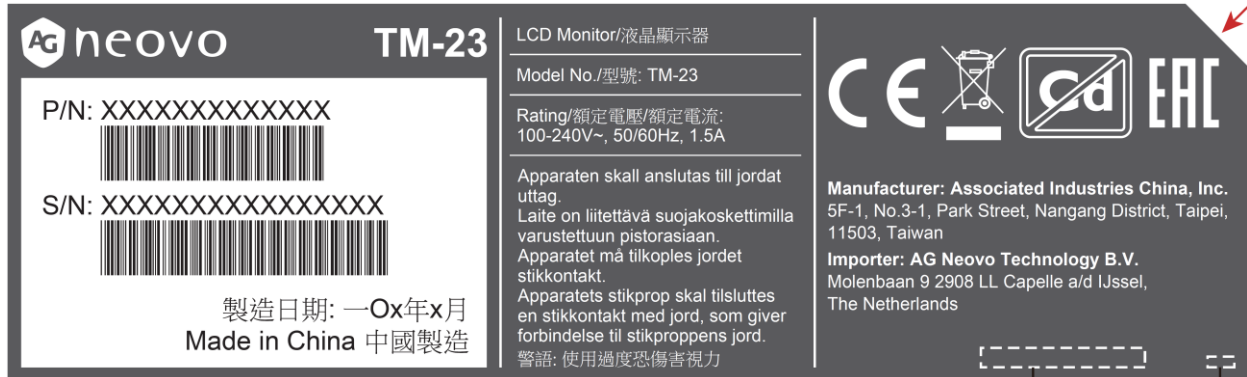 AG neovo
TM-23
P/N: XXXXXXXXXXXXX
S/N: XXXXXXXXXXXXXXXX
製造日期: 一Ox年x月
Made in China 中國製造
LCD Monitor/液晶顯示器
Model No./型號: TM-23
Rating/額定電壓/額定電流:
100-240V~, 50/60Hz, 1.5A
Apparaten skall anslutas till jordat
uttag.
Laite on liitettävä suojakoskettimilla
varustettuun pistorasiaan.
Apparatet må tilkoples jordet
stikkontakt.
Apparatets stikprop skal tilsluttes
en stikkontakt med jord, som giver
forbindelse til stikproppens jord.
警語: 使用過度恐傷害視力
CE
Cd
EAC
Manufacturer: Associated Industries China, Inc.
5F-1, No.3-1, Park Street, Nangang District, Taipei,
11503, Taiwan
Importer: AG Neovo Technology B.V.
Molenbaan 9 2908 LL Capelle a/d IJssel,
The Netherlands